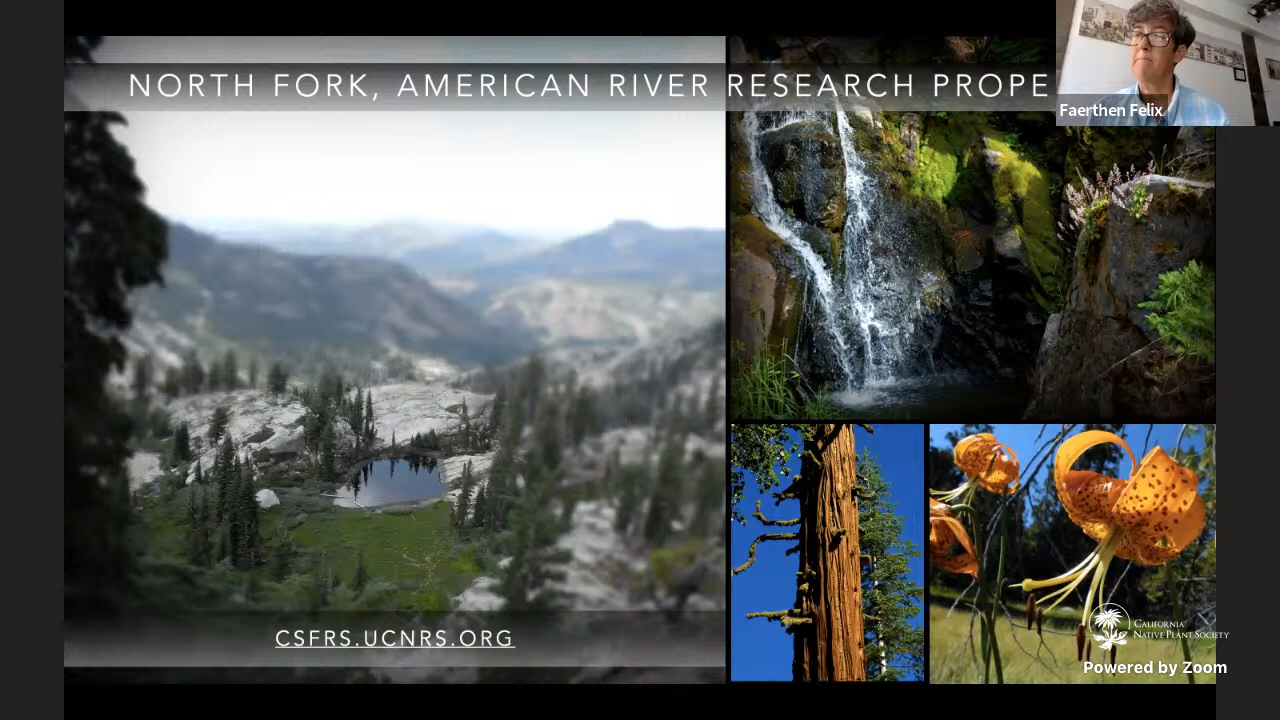 NORTH FORK, AMERICAN RIVER RESEARCH PROPE
Faerthen Felix
CSFRS.UCNRS.ORG
CALIFORNIA
NATIVE PLANT SOCIETY
Powered by Zoom